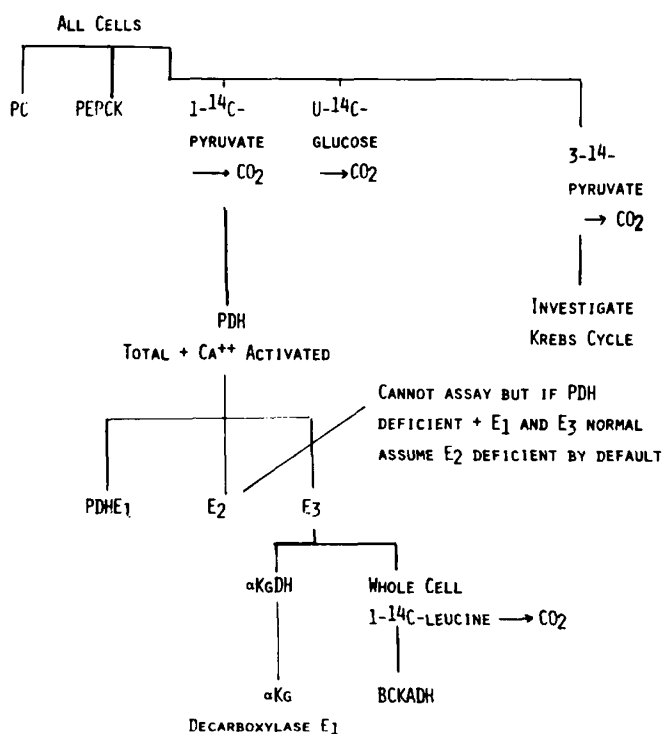 ALL CELLS
PC PEPCK 1-14C- U-14C-
PYRUVATE GLUCOSE
→ CO2 → CO2
3-14-
PYRUVATE
→ CO2
PDH
TOTAL + CA++ ACTIVATED
INVESTIGATE
KREBS CYCLE
CANNOT ASSAY BUT IF PDH
DEFICIENT + E1 AND E3 NORMAL
ASSUME E2 DEFICIENT BY DEFAULT
PDHE1 E2 E3
αKGDH WHOLE CELL
1-14C-LEUCINE → CO2
αKG BCKADH
DECARBOXYLASE E1